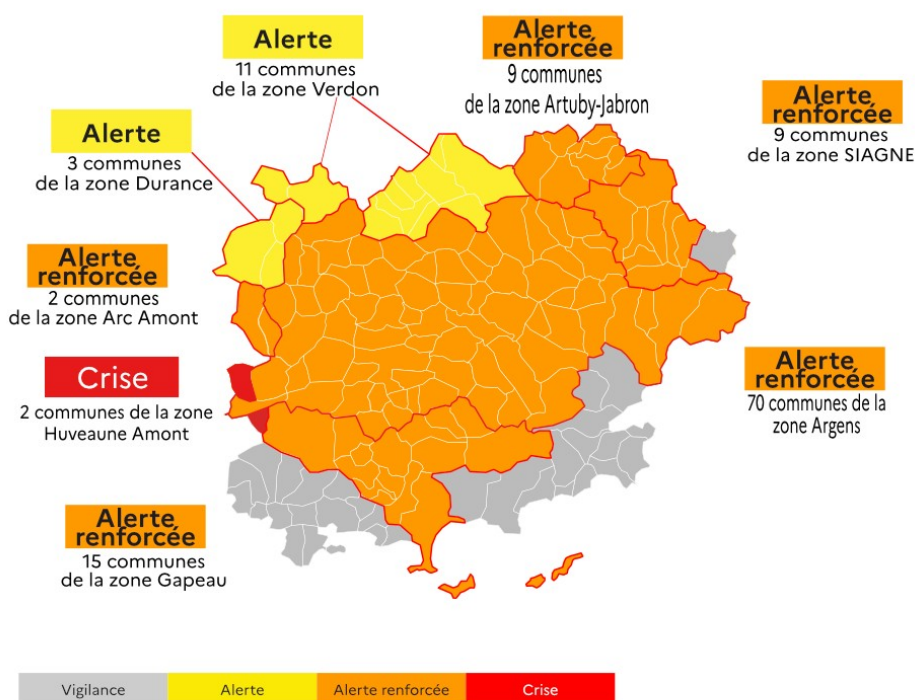 Alerte
11 communes
de la zone Verdon
Alerte
renforcée
9 communes
de la zone Artuby-Jabron
Alerte
renforcée
9 communes
de la zone SIAGNE
Alerte
3 communes
de la zone Durance
Alerte
renforcée
2 communes
de la zone Arc Amont
Crise
2 communes de la zone
Huveaune Amont
Alerte
renforcée
70 communes de la
zone Argens
Alerte
renforcée
15 communes
de la zone Gapeau
Vigilance
Alerte
Alerte renforcée
Crise